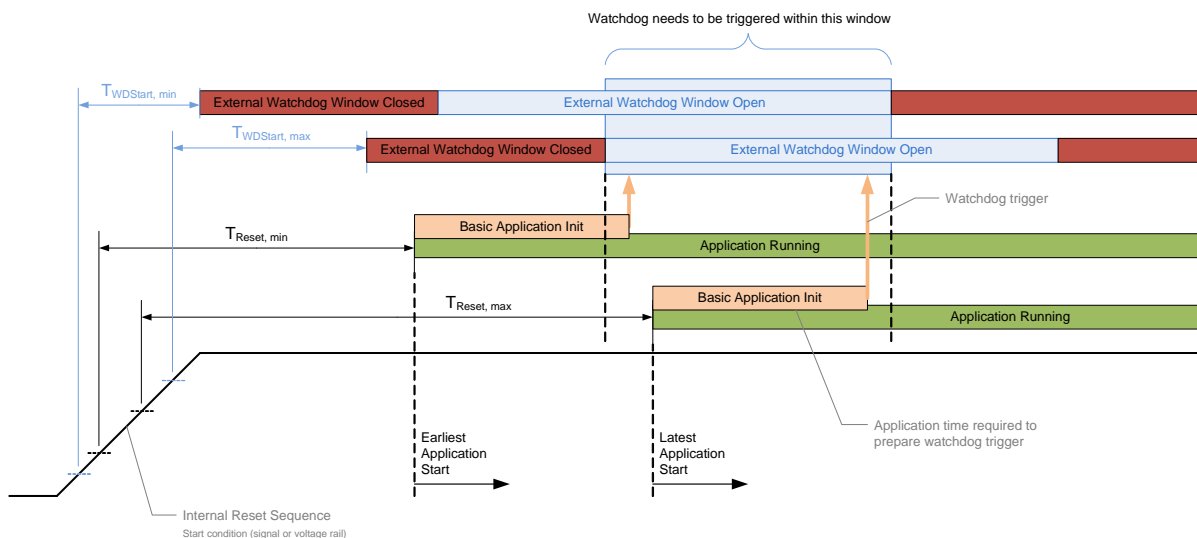 Watchdog needs to be triggered within this window
TWDStart, min
External Watchdog Window Closed
External Watchdog Window Open
TWDStart, max
External Watchdog Window Closed
External Watchdog Window Open
Watchdog trigger
Basic Application Init
TReset, min
Application Running
Basic Application Init
TReset, max
Application Running
Application time required to
prepare watchdog trigger
Earliest
Application
Start
Latest
Application
Start
Internal Reset Sequence
Start condition (signal or voltage rail)